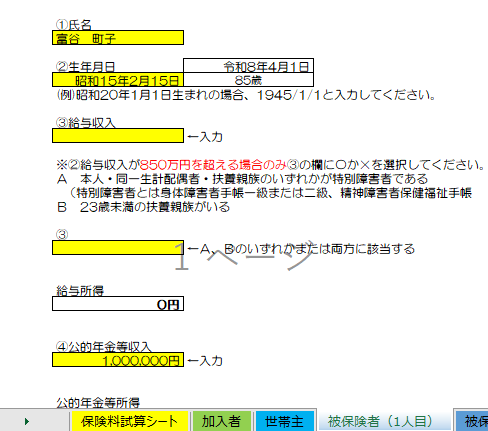 ①氏名
富谷　町子
②生年月日
令和8年4月1日
昭和15年2月15日
85歳
(例)昭和20年1月1日生まれの場合、1945/1/1と入力してください。
③給与収入
←入力
※②給与収入が850万円を超える場合のみ③の欄に〇か×を選択してください。
A　本人・同一生計配偶者・扶養親族のいずれかが特別障害者である
（特別障害者とは身体障害者手帳一級または二級、精神障害者保健福祉手帳
B　23歳未満の扶養親族がいる
③
←A、Bのいずれかまたは両方に該当する
1 ページ
給与所得
0円
④公的年金等収入
1,000,000円
←入力
公的年金等所得
保険料試算シート
加入者
世帯主
被保険者（1人目）
被保